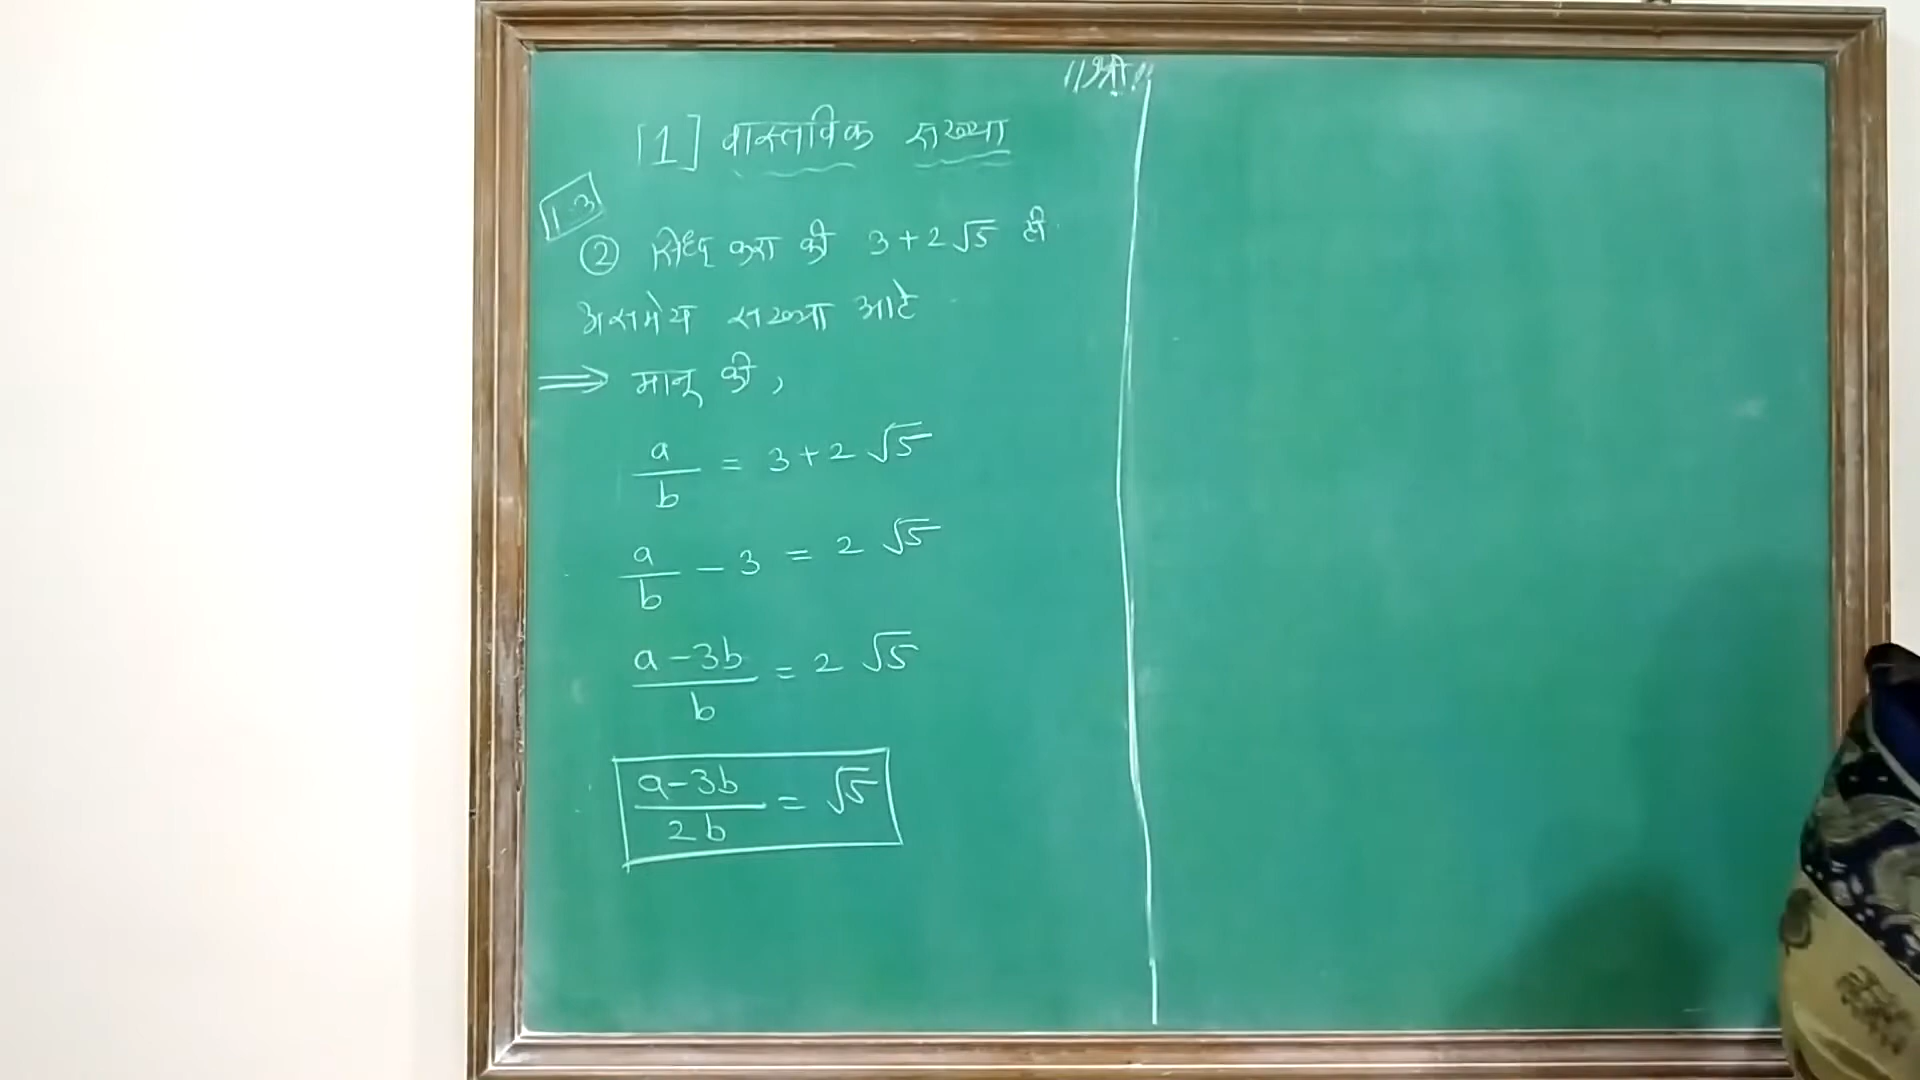 ||श्री||
[1] वास्तविक संख्या
1.3
② सिध्द करा की 3+2√5 ही
असमेय संख्या आहे
⇒ मानू की,
a/b = 3+2√5
a/b - 3 = 2√5
a-3b/b = 2√5
a-3b/2b = √5